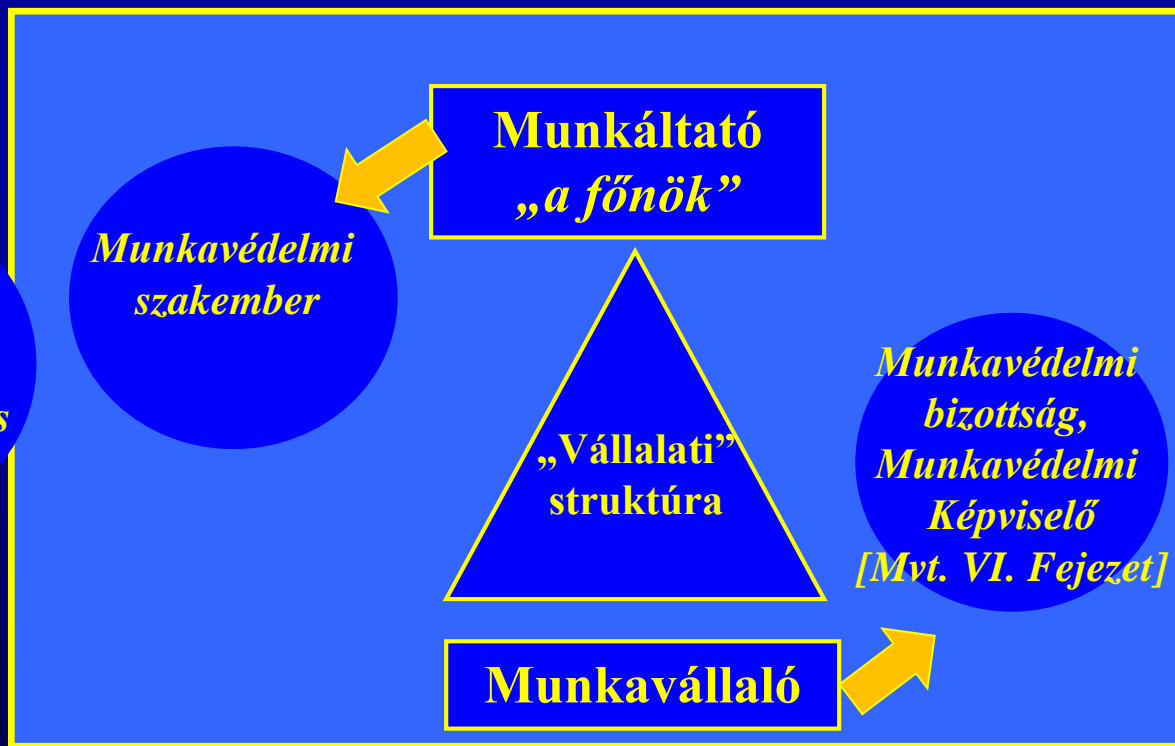 Munkáltató
„a főnök”
Munkavédelmi
szakember
„Vállalati”
struktúra
Munkavédelmi
bizottság,
Munkavédelmi
Képviselő
[Mvt. VI. Fejezet]
Munkavállaló